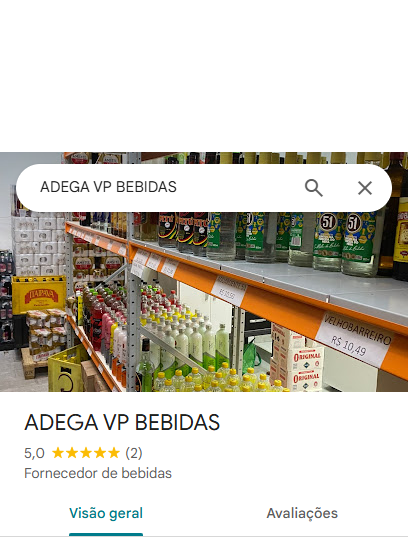 ADEGA VP BEBIDAS
51
51
51
VELHOBARREIRO
R$ 10,49
ORIGINAL
ORIGINAL
ADEGA VP BEBIDAS
5,0 ★★★★★ (2)
Fornecedor de bebidas
Visão geral
Avaliações